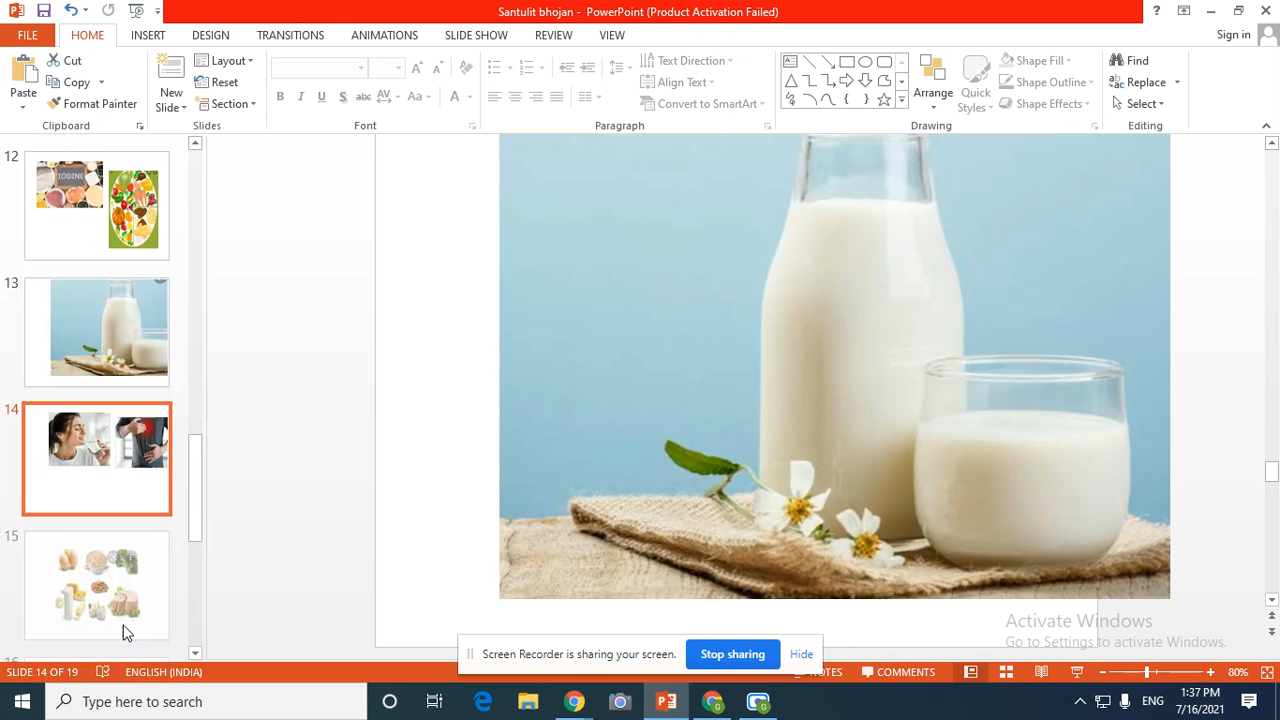 Santulit bhojan - PowerPoint (Product Activation Failed)
?
Sign in
FILE HOME INSERT DESIGN TRANSITIONS ANIMATIONS SLIDE SHOW REVIEW VIEW
Paste
Cut
Copy
Format Painter
Clipboard
New Slide
Layout
Reset
Section
Slides
B I U S abc AV Aa A
Font
Text Direction
Align Text
Convert to SmartArt
Paragraph
Arrange
Quick Styles
Shape Fill
Shape Outline
Shape Effects
Drawing
Find
Replace
Select
Editing
12
IODINE
13
14
15
Activate Windows
Go to Settings to activate Windows.
Screen Recorder is sharing your screen. Stop sharing Hide
SLIDE 14 OF 19 ENGLISH (INDIA) NOTES COMMENTS 80%
Type here to search
ENG
1:37 PM
7/16/2021